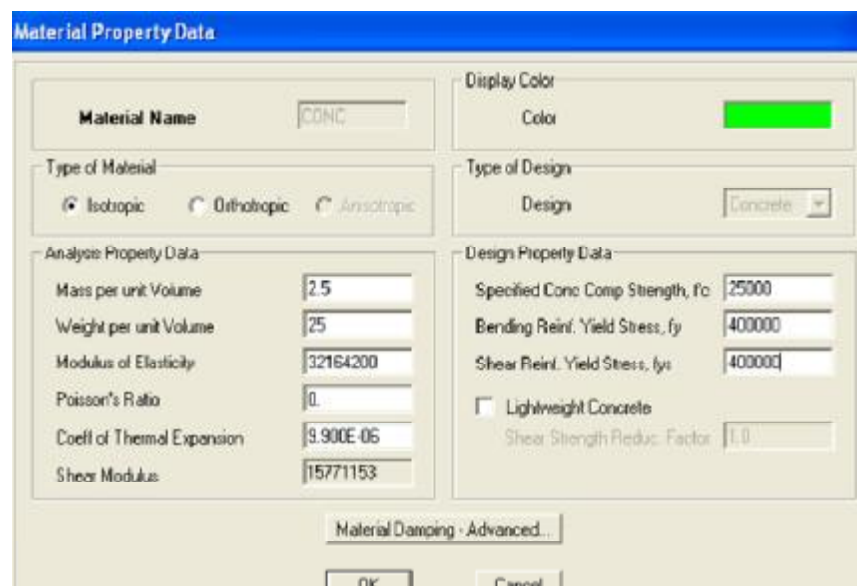 Material Property Data
Display Color
Material Name
CONC
Color
Type of Material
Isotropic
Orthotropic
Anisotropic
Type of Design
Design
Concrete
Analysis Property Data
Mass per unit Volume
2.5
Weight per unit Volume
25
Modulus of Elasticity
32164200
Poisson's Ratio
0.
Coeff of Thermal Expansion
9.900E-06
Shear Modulus
15771153
Design Property Data
Specified Conc Comp Strength, f'c
25000
Bending Reinf. Yield Stress, fy
400000
Shear Reinf. Yield Stress, fys
400000
Lightweight Concrete
Shear Strength Reduc. Factor
1.0
Material Damping - Advanced...
OK
Cancel